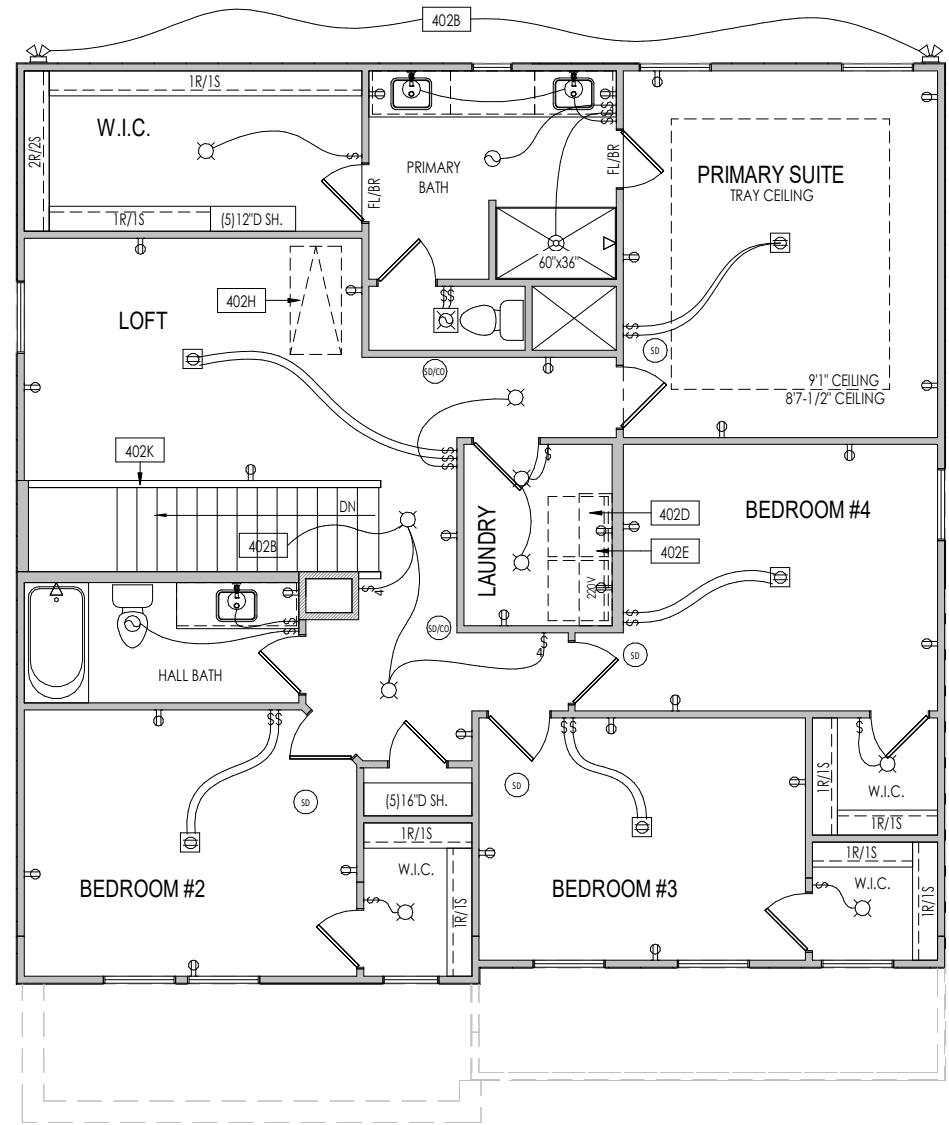 402B
1R/1S
W.I.C.
2R/2S
1R/1S
(5)12"D SH.
FL/BR
PRIMARY
BATH
FL/BR
60"x36"
PRIMARY SUITE
TRAY CEILING
9'1" CEILING
8'7-1/2" CEILING
SD
402H
LOFT
SD/CO
$$
$$
$$$
$$$
$
402K
DN
402B
LAUNDRY
402D
402E
220V
BEDROOM #4
$$
$4
$4
SD/CO
SD
HALL BATH
$$
$$
$$
SD
SD
(5)16"D SH.
1R/1S
W.I.C.
1R/1S
BEDROOM #2
BEDROOM #3
$
1R/1S
W.I.C.
1R/1S
1R/1S
W.I.C.
1R/1S
$
$
$